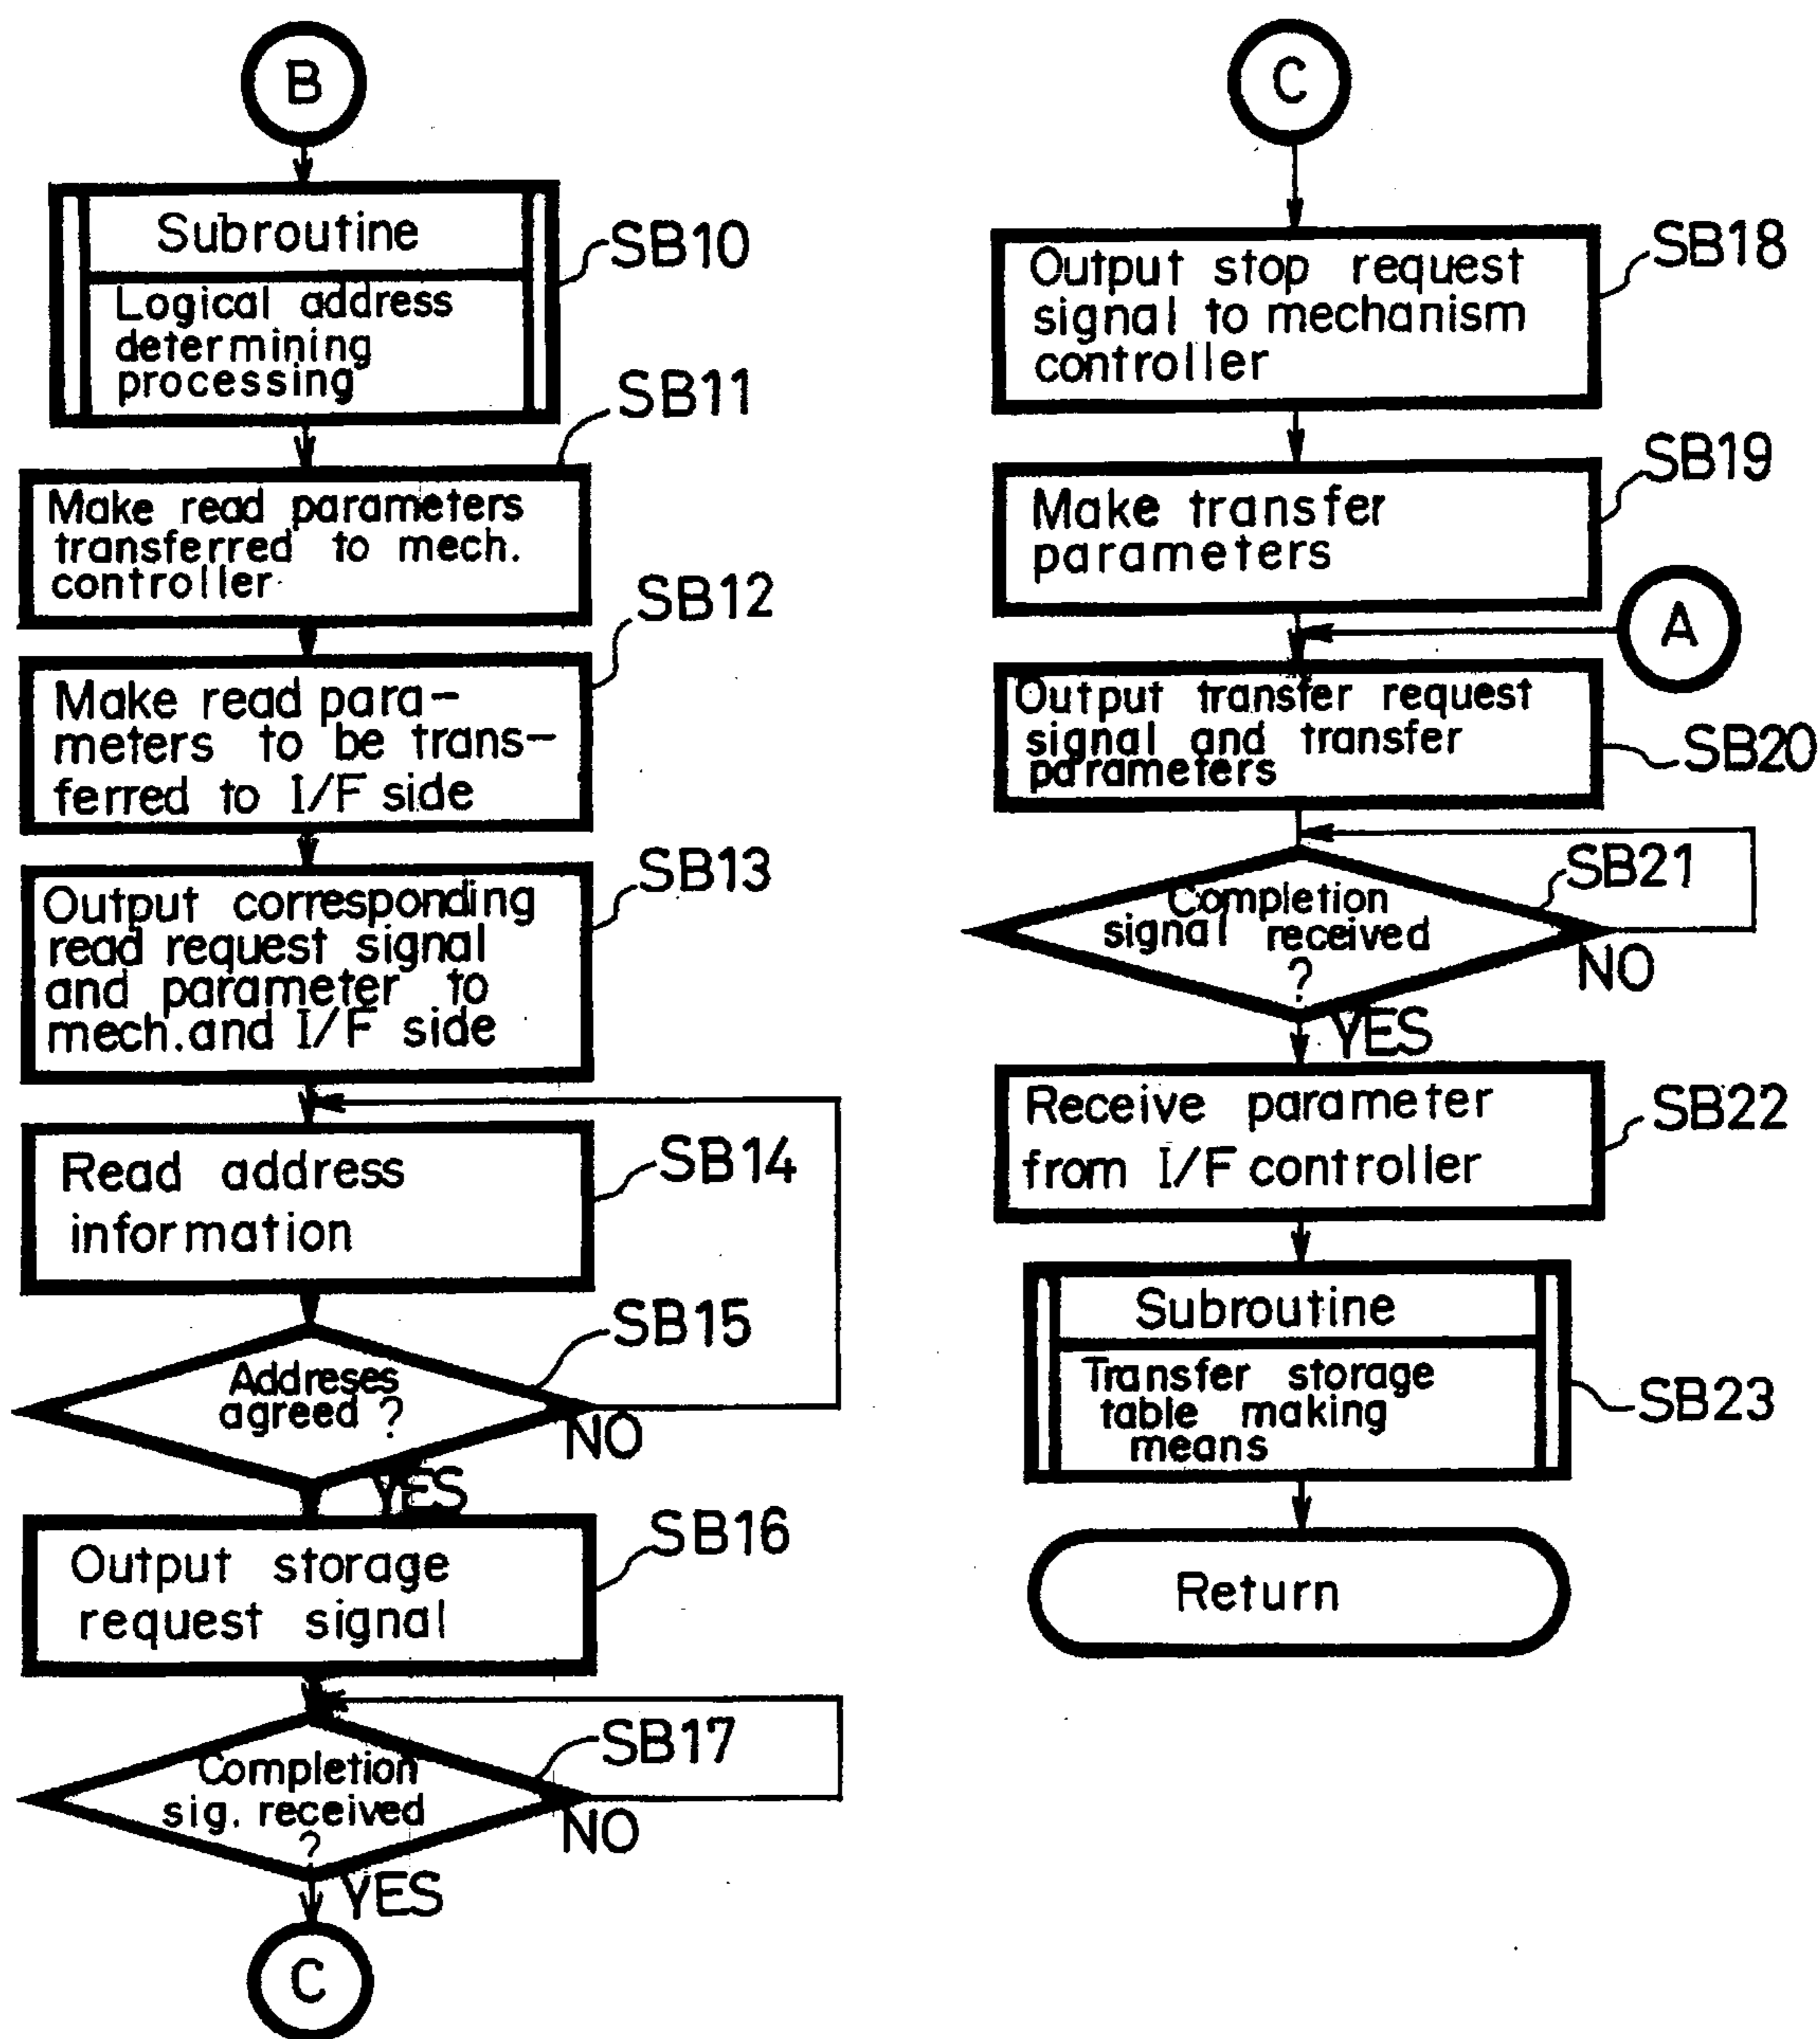 B
Subroutine
SB10
Logical address
determining
processing
SB11
Make read parameters
transferred to mech.
controller
SB12
Make read para-
meters to be trans-
ferred to I/F side
SB13
Output corresponding
read request signal
and parameter to
mech. and I/F side
SB14
Read address
information
SB15
Addreses
agreed ?
NO
YES
SB16
Output storage
request signal
SB17
Completion
sig. received
?
NO
YES
C
C
SB18
Output stop request
signal to mechanism
controller
SB19
Make transfer
parameters
A
Output transfer request
signal and transfer
parameters
SB20
SB21
Completion
signal received
?
NO
YES
SB22
Receive parameter
from I/F controller
Subroutine
SB23
Transfer storage
table making
means
Return